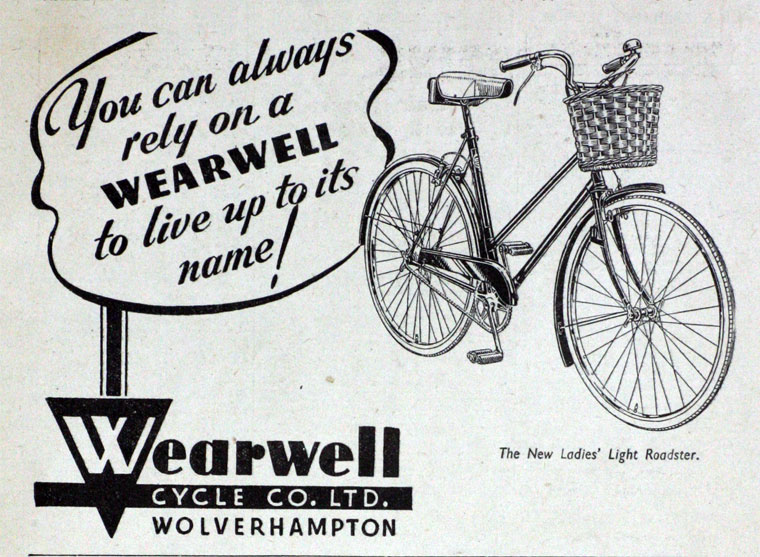 You can always
rely on a
WEARWELL
to live up to its
name!
The New Ladies' Light Roadster.
Wearwell
CYCLE CO. LTD.
WOLVERHAMPTON